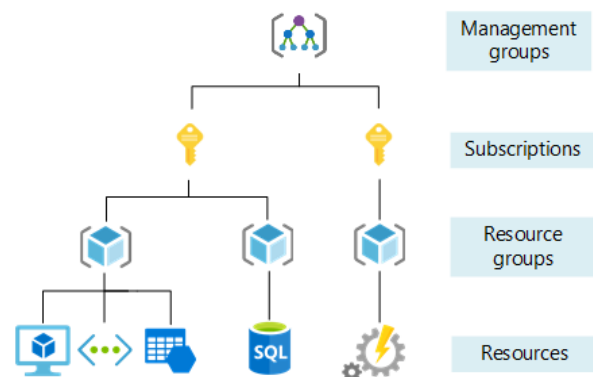 Management
groups
Subscriptions
Resource
groups
SQL
Resources